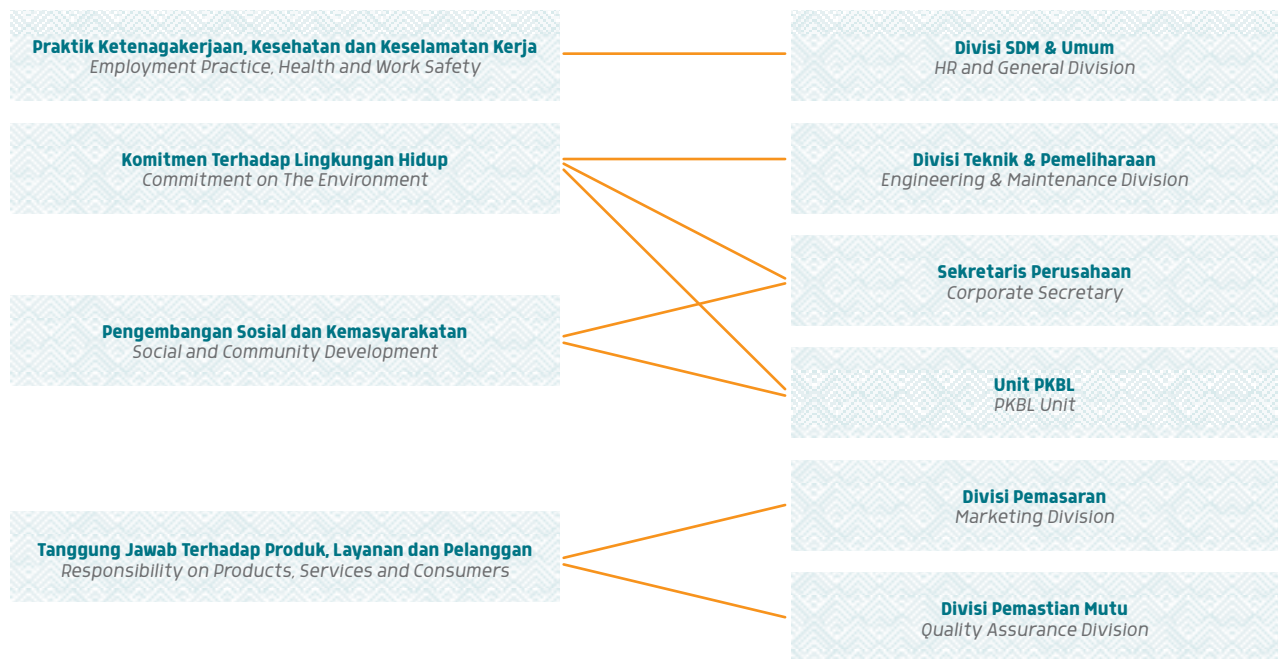 Praktik Ketenagakerjaan, Kesehatan dan Keselamatan Kerja
Employment Practice, Health and Work Safety
Komitmen Terhadap Lingkungan Hidup
Commitment on The Environment
Pengembangan Sosial dan Kemasyarakatan
Social and Community Development
Tanggung Jawab Terhadap Produk, Layanan dan Pelanggan
Responsibility on Products, Services and Consumers
Divisi SDM & Umum
HR and General Division
Divisi Teknik & Pemeliharaan
Engineering & Maintenance Division
Sekretaris Perusahaan
Corporate Secretary
Unit PKBL
PKBL Unit
Divisi Pemasaran
Marketing Division
Divisi Pemastian Mutu
Quality Assurance Division